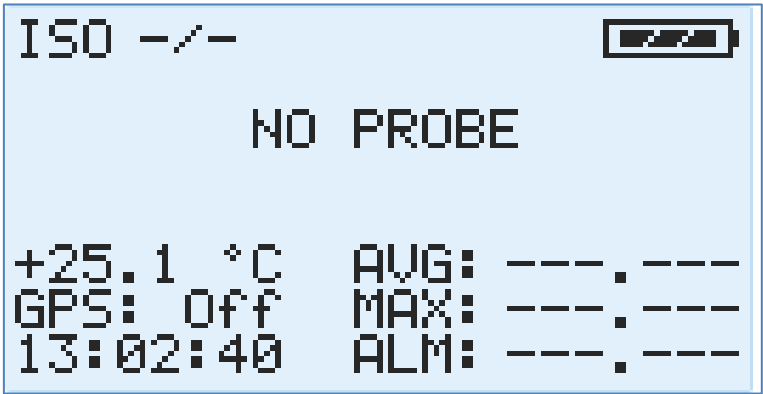 ISO -/-
NO PROBE
+25.1 °C AVG: ---.---
GPS: Off MAX: ---.---
13:02:40 ALM: ---.---